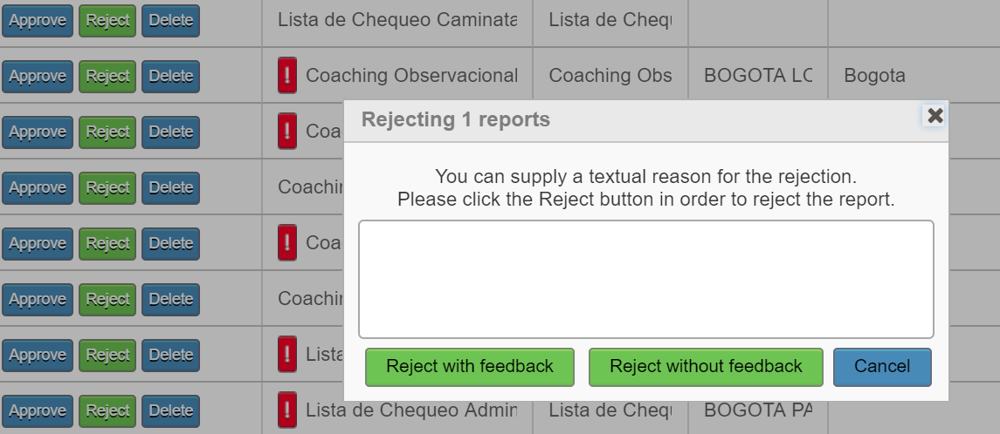 Approve Reject Delete Lista de Chequeo Caminata Lista de Chequ
Approve Reject Delete ! Coaching Observacional Coaching Obs BOGOTA LO Bogota
Rejecting 1 reports
Approve Reject Delete ! Coa
You can supply a textual reason for the rejection.
Approve Reject Delete Coachin
Please click the Reject button in order to reject the report.
Approve Reject Delete ! Coa
Approve Reject Delete Coachin
Approve Reject Delete ! Lista
Reject with feedback Reject without feedback Cancel
Approve Reject Delete ! Lista de Chequeo Admin Lista de Chequ BOGOTA PA